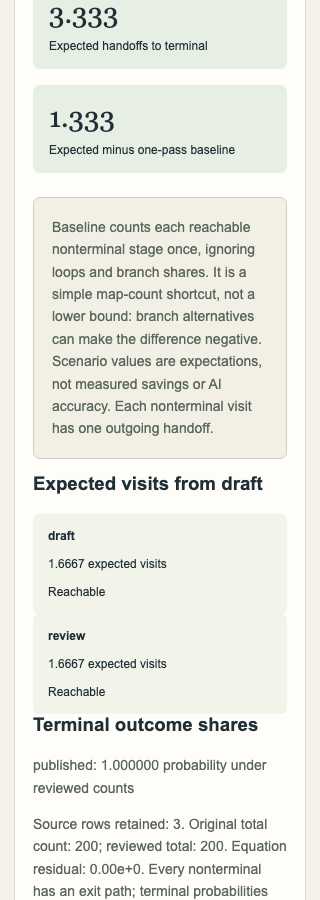 3.333
Expected handoffs to terminal
1.333
Expected minus one-pass baseline
Baseline counts each reachable
nonterminal stage once, ignoring
loops and branch shares. It is a
simple map-count shortcut, not a
lower bound: branch alternatives
can make the difference negative.
Scenario values are expectations,
not measured savings or AI
accuracy. Each nonterminal visit
has one outgoing handoff.
Expected visits from draft
draft
1.6667 expected visits
Reachable
review
1.6667 expected visits
Reachable
Terminal outcome shares
published: 1.000000 probability under
reviewed counts
Source rows retained: 3. Original total
count: 200; reviewed total: 200. Equation
residual: 0.00e+0. Every nonterminal
has an exit path; terminal probabilities